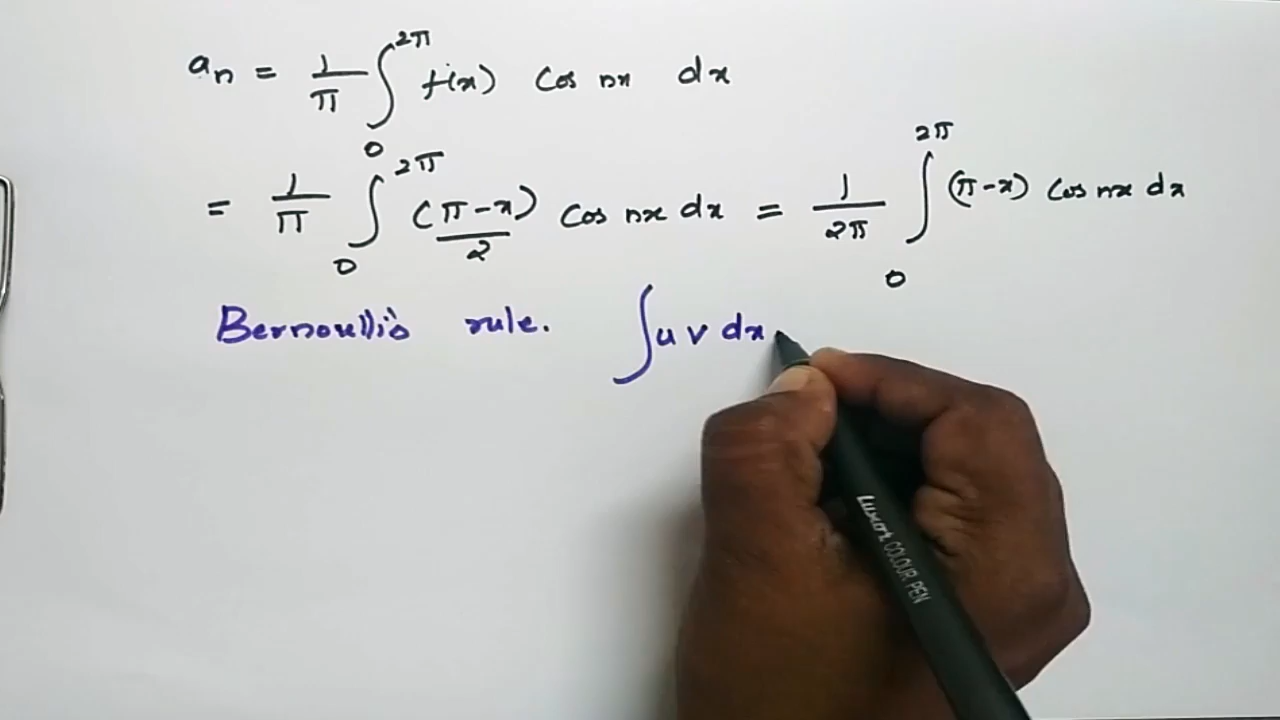 aₙ = 1/π ∫₀^2π f(x) Cos nx dx
= 1/π ∫₀^2π (π-x)/2 Cos nx dx = 1/2π ∫₀^2π (π-x) Cos nx dx
Bernoulli's rule. ∫ u v dx
Luxor COLOUR PEN